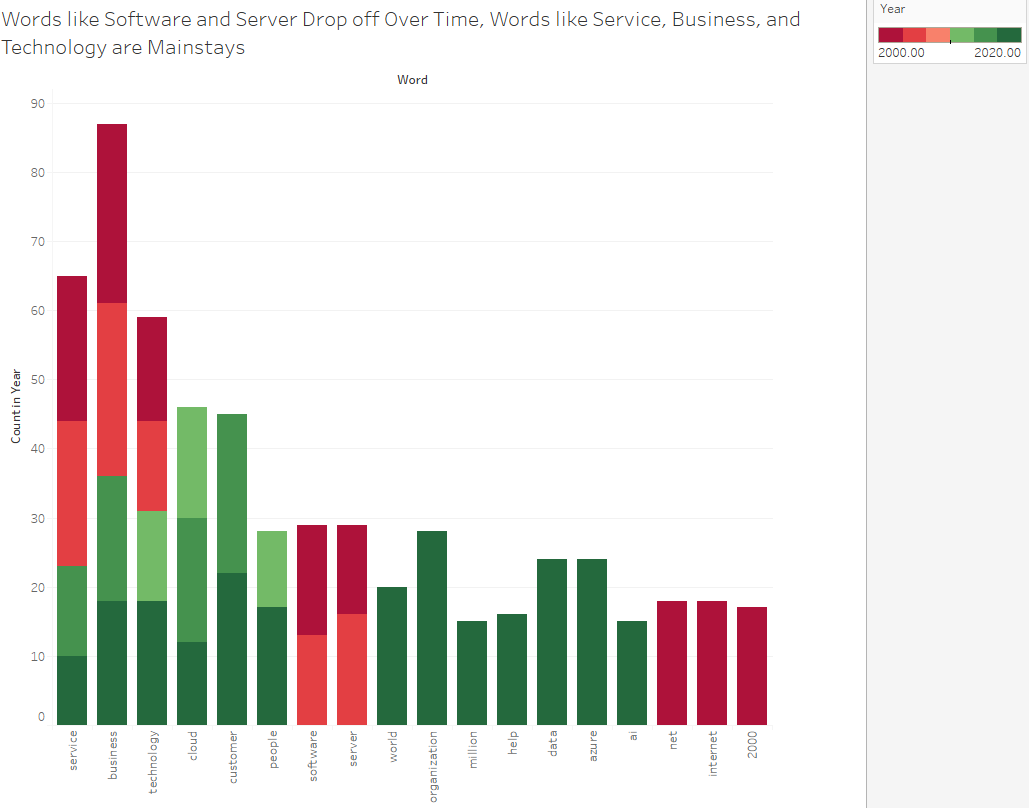 Words like Software and Server Drop off Over Time, Words like Service, Business, and
Technology are Mainstays
Year
2000.00 2020.00
Word
Count in Year
90
80
70
60
50
40
30
20
10
0
service
business
technology
cloud
customer
people
software
server
world
organization
million
help
data
azure
ai
net
internet
2000